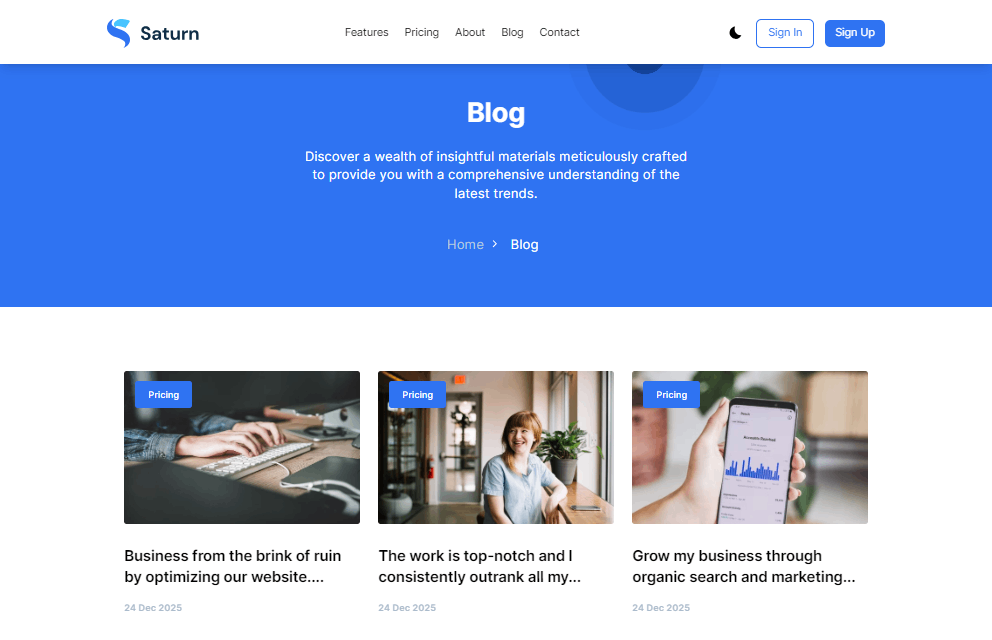 Saturn
Features
Pricing
About
Blog
Contact
Sign In
Sign Up
Blog
Discover a wealth of insightful materials meticulously crafted
to provide you with a comprehensive understanding of the
latest trends.
Home
Blog
Pricing
Pricing
Pricing
Business from the brink of ruin
by optimizing our website....
24 Dec 2025
The work is top-notch and I
consistently outrank all my...
24 Dec 2025
Grow my business through
organic search and marketing...
24 Dec 2025